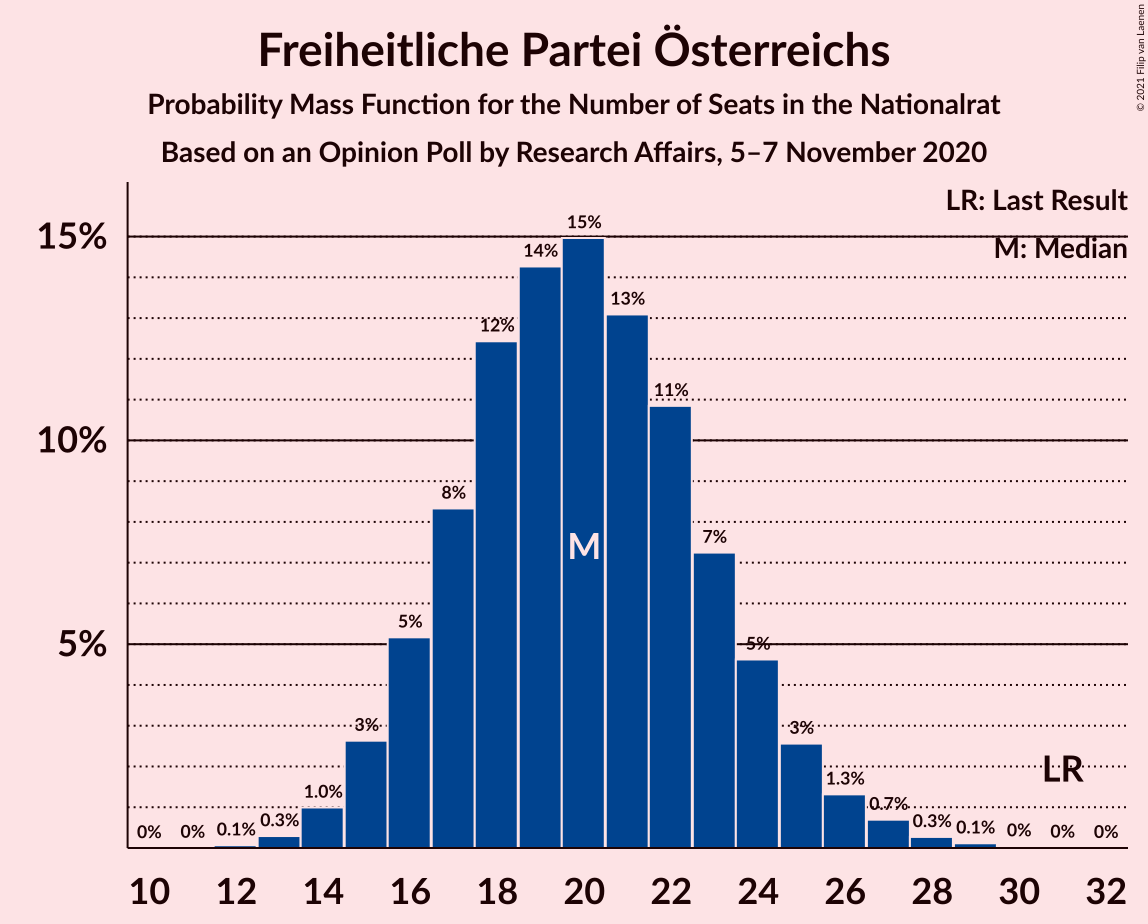 Freiheitliche Partei Österreichs
Probability Mass Function for the Number of Seats in the Nationalrat
Based on an Opinion Poll by Research Affairs, 5–7 November 2020
© 2021 Filip van Laenen
LR: Last Result
M: Median
15%
10%
5%
0% 0% 0.1% 0.3% 1.0% 3% 5% 8% 12% 14% 15% 13% 11% 7% 5% 3% 1.3% 0.7% 0.3% 0.1% 0% 0% 0%
M
LR
10 12 14 16 18 20 22 24 26 28 30 32